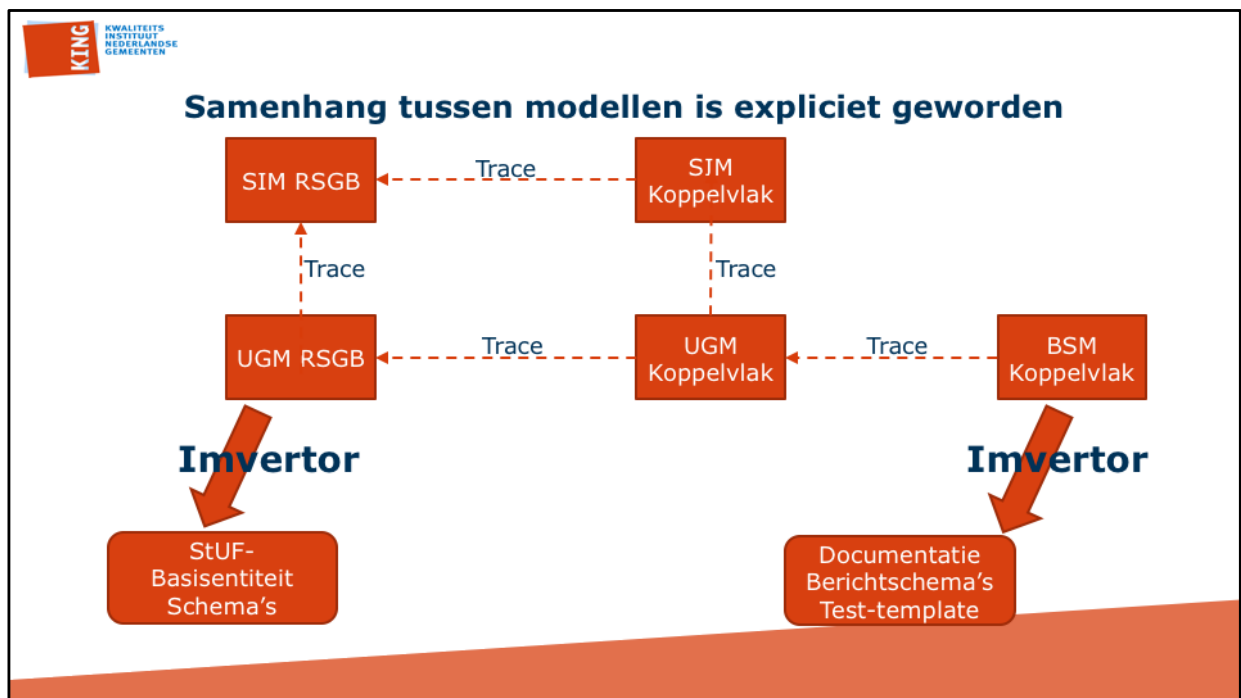 KING
KWALITEITS
INSTITUUT
NEDERLANDSE
GEMEENTEN
Samenhang tussen modellen is expliciet geworden
SIM RSGB
Trace
SIM
Koppelvlak
Trace
Trace
UGM RSGB
Trace
UGM
Koppelvlak
Trace
BSM
Koppelvlak
Imvertor
Imvertor
StUF-
Basisentiteit
Schema’s
Documentatie
Berichtschema’s
Test-template